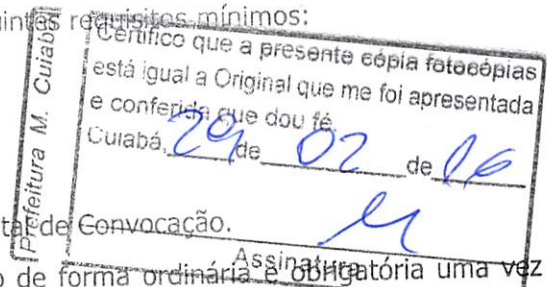 uintes requisitos mínimos:
Prefeitura M. Cuiabá
Certifico que a presente cópia fotocópias
está igual a Original que me foi apresentada
e conferida que dou fé.
Cuiabá, 29 de 02 de 16
tal de Convocação.
Assinatura
o de forma ordinária e obrigatória uma vez